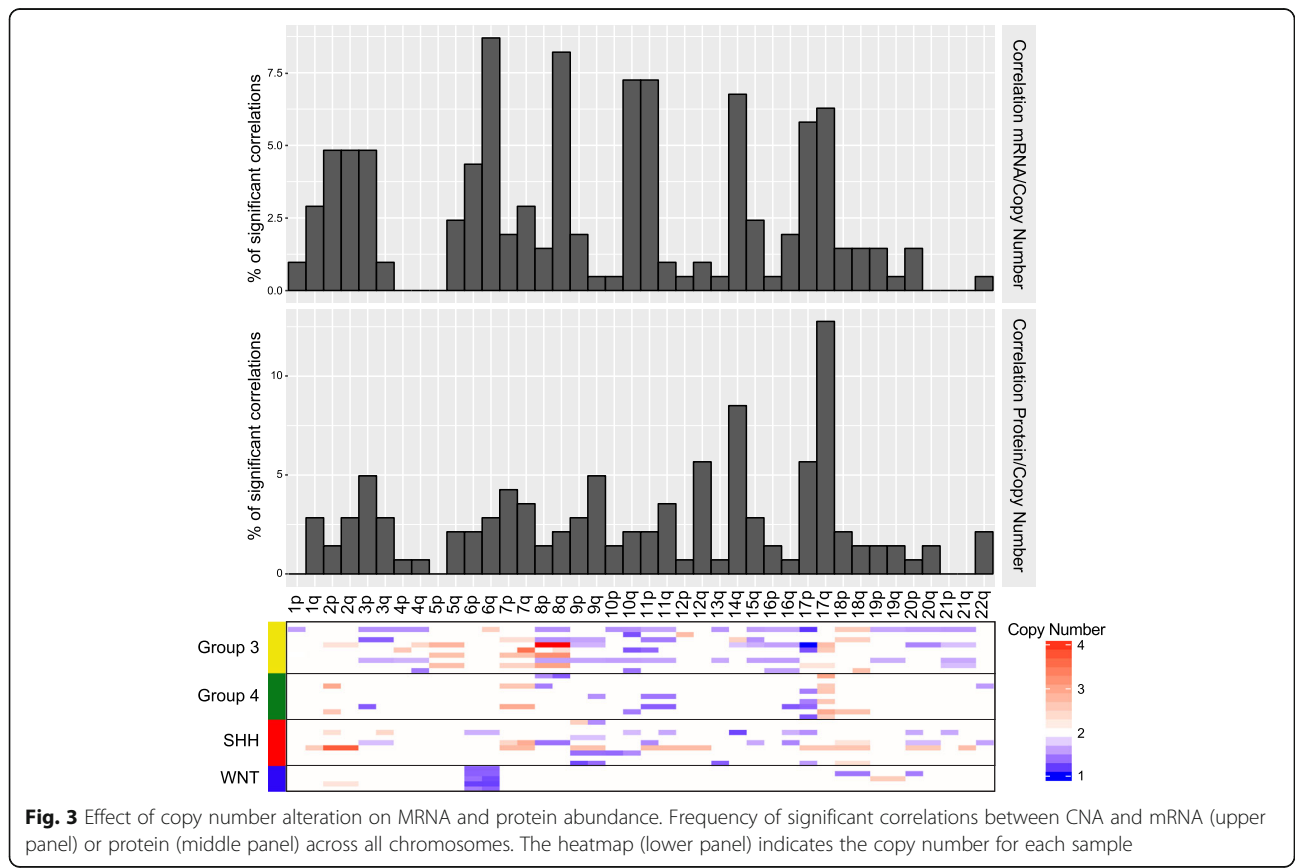 % of significant correlations
7.5
5.0
2.5
0.0
Correlation mRNA/Copy Number
% of significant correlations
10
5
0
Correlation Protein/Copy Number
1p 1q 2p 2q 3p 3q 4p 4q 5p 5q 6p 6q 7p 7q 8p 8q 9p 9q 10p 10q 11p 11q 12p 12q 13q 14q 15q 16p 16q 17p 17q 18p 18q 19p 19q 20p 20q 21p 21q 22q
Group 3
Group 4
SHH
WNT
Copy Number
4
3
2
1
Fig. 3 Effect of copy number alteration on MRNA and protein abundance. Frequency of significant correlations between CNA and mRNA (upper
panel) or protein (middle panel) across all chromosomes. The heatmap (lower panel) indicates the copy number for each sample